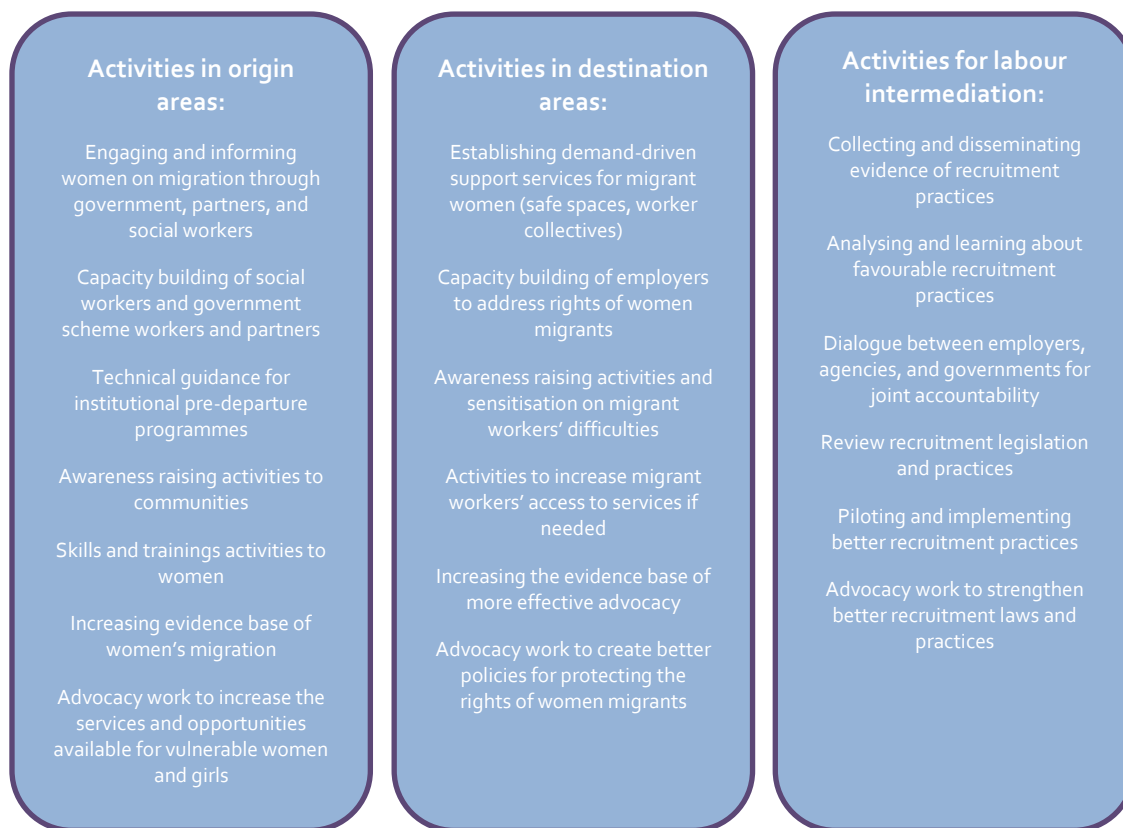 Activities in origin
areas:
Engaging and informing
women on migration through
government, partners, and
social workers
Capacity building of social
workers and government
scheme workers and partners
Technical guidance for
institutional pre-departure
programmes
Awareness raising activities to
communities
Skills and trainings activities to
women
Increasing evidence base of
women's migration
Advocacy work to increase the
services and opportunities
available for vulnerable women
and girls
Activities in destination
areas:
Establishing demand-driven
support services for migrant
women (safe spaces, worker
collectives)
Capacity building of employers
to address rights of women
migrants
Awareness raising activities and
sensitisation on migrant
workers' difficulties
Activities to increase migrant
workers' access to services if
needed
Increasing the evidence base of
more effective advocacy
Advocacy work to create better
policies for protecting the
rights of women migrants
Activities for labour
intermediation:
Collecting and disseminating
evidence of recruitment
practices
Analysing and learning about
favourable recruitment
practices
Dialogue between employers,
agencies, and governments for
joint accountability
Review recruitment legislation
and practices
Piloting and implementing
better recruitment practices
Advocacy work to strengthen
better recruitment laws and
practices